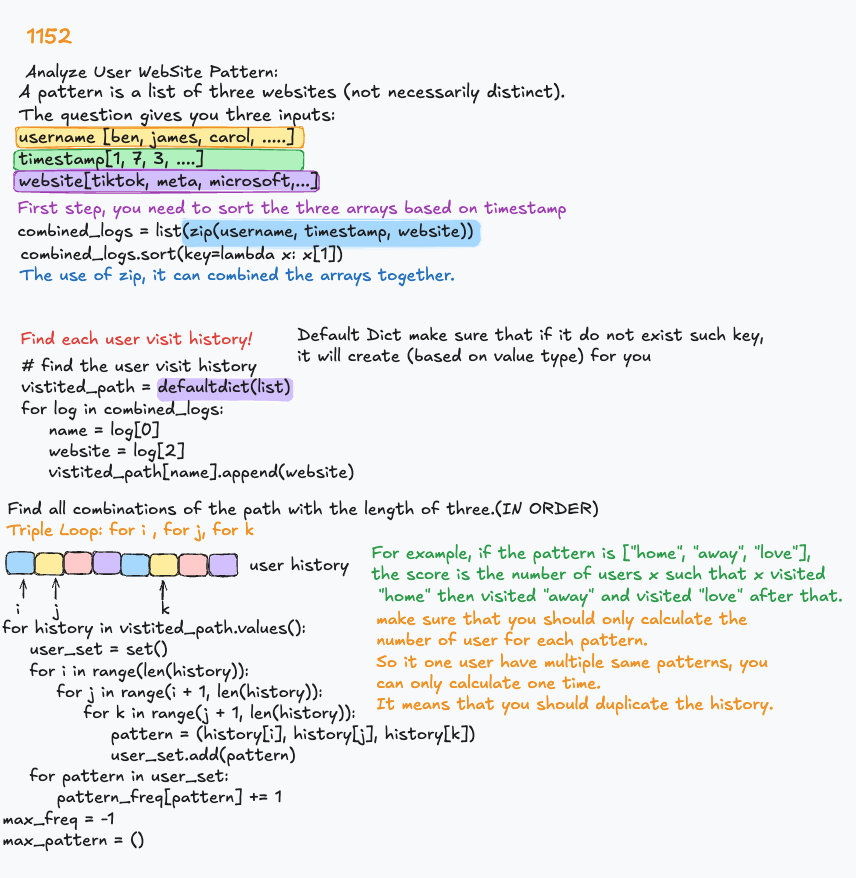 1152
Analyze User WebSite Pattern:
A pattern is a list of three websites (not necessarily distinct).
The question gives you three inputs:
username [ben, james, carol, .....]
timestamp[1, 7, 3, ....]
website[tiktok, meta, microsoft,...]
First step, you need to sort the three arrays based on timestamp
combined_logs = list(zip(username, timestamp, website))
combined_logs.sort(key=lambda x: x[1])
The use of zip, it can combined the arrays together.
Find each user visit history!
Default Dict make sure that if it do not exist such key,
it will create (based on value type) for you
# find the user visit history
vistited_path = defaultdict(list)
for log in combined_logs:
name = log[0]
website = log[2]
vistited_path[name].append(website)
Find all combinations of the path with the length of three.(IN ORDER)
Triple Loop: for i , for j, for k
user history
i
j
k
For example, if the pattern is ["home", "away", "love"],
the score is the number of users x such that x visited
"home" then visited "away" and visited "love" after that.
make sure that you should only calculate the
number of user for each pattern.
So it one user have multiple same patterns, you
can only calculate one time.
It means that you should duplicate the history.
for history in vistited_path.values():
user_set = set()
for i in range(len(history)):
for j in range(i + 1, len(history)):
for k in range(j + 1, len(history):
pattern = (history[i], history[j], history[k])
user_set.add(pattern)
for pattern in user_set:
pattern_freq[pattern] += 1
max_freq = -1
max_pattern = ()